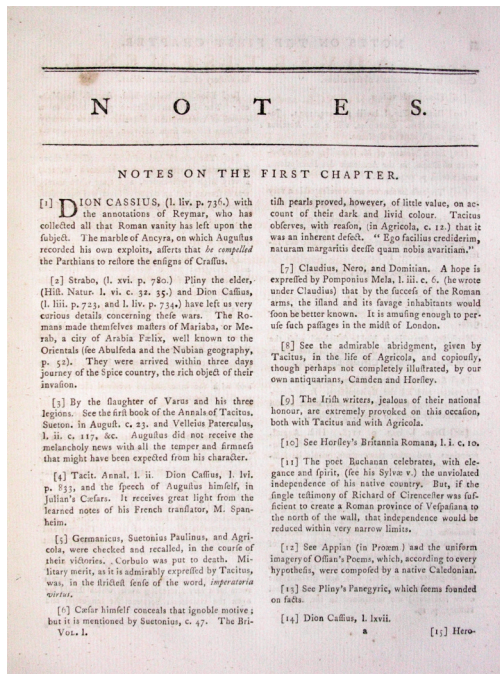 NOTES.
NOTES ON THE FIRST CHAPTER.
[1] DION CASSIUS, (l. liv. p. 736.) with
the annotations of Reymar, who has
collected all that Roman vanity has left upon the
ſubject. The marble of Ancyra, on which Auguſtus
recorded his own exploits, aſſerts that he compelled
the Parthians to reſtore the enſigns of Craſſus.
[2] Strabo, (l. xvi. p. 780.) Pliny the elder,
(Hiſt. Natur. l. vi. c. 32. 35.) and Dion Caſſius,
(l. liii. p. 723, and l. liv. p. 734.) have left us very
curious details concerning theſe wars. The Ro-
mans made themſelves maſters of Mariaba, or Me-
rab, a city of Arabia Fælix, well known to the
Orientals (ſee Abulfeda and the Nubian geography,
p. 52). They were arrived within three days
journey of the Spice country, the rich object of their
invaſion.
[3] By the ſlaughter of Varus and his three
legions. See the firſt book of the Annals of Tacitus,
Sueton. in Auguſt. c. 23. and Velleius Paterculus,
l. ii. c. 117, &c. Auguſtus did not receive the
melancholy news with all the temper and firmneſs
that might have been expected from his character.
[4] Tacit. Annal. l. ii. Dion Caſſius, l. lvi.
p. 833, and the ſpeech of Auguſtus himſelf, in
Julian's Cæſars. It receives great light from the
learned notes of his French tranſlator, M. Span-
heim.
[5] Germanicus, Suetonius Paulinus, and Agri-
cola, were checked and recalled, in the courſe of
their victories. Corbulo was put to death. Mi-
litary merit, as it is admirably expreſſed by Tacitus,
was, in the ſtricteſt ſenſe of the word, imperatoria
virtus.
[6] Cæſar himſelf conceals that ignoble motive;
but it is mentioned by Suetonius, c. 47. The Bri-
VOL. I.
tiſh pearls proved, however, of little value, on ac-
count of their dark and livid colour. Tacitus
obſerves, with reaſon, (in Agricola, c. 12.) that it
was an inherent defect. "Ego facilius crediderim,
naturam margaritis deeſſe quam nobis avaritiam."
[7] Claudius, Nero, and Domitian. A hope is
expreſſed by Pomponius Mela, l. iii. c. 6. (he wrote
under Claudius) that by the ſucceſs of the Roman
arms, the iſland and its ſavage inhabitants would
ſoon be better known. It is amuſing enough to per-
uſe ſuch paſſages in the midſt of London.
[8] See the admirable abridgment, given by
Tacitus, in the life of Agricola, and copiouſly,
though perhaps not completely illuſtrated, by our
own antiquarians, Camden and Horſley.
[9] The Iriſh writers, jealous of their national
honour, are extremely provoked on this occaſion,
both with Tacitus and with Agricola.
[10] See Horſley's Britannia Romana, l. i. c. 10.
[11] The poet Buchanan celebrates, with ele-
gance and ſpirit, (ſee his Sylvæ v.) the unviolated
independence of his native country. But, if the
ſingle teſtimony of Richard of Cirenceſter was ſuf-
ficient to create a Roman province of Veſpaſiana to
the north of the wall, that independence would be
reduced within very narrow limits.
[12] See Appian (in Proæm) and the uniform
imagery of Oſſian's Poems, which, according to every
hypotheſis, were compoſed by a native Caledonian.
[13] See Pliny's Panegyric, which ſeems founded
on facts.
[14] Dion Caſſius, l. lxvii.
a [15] Hero-